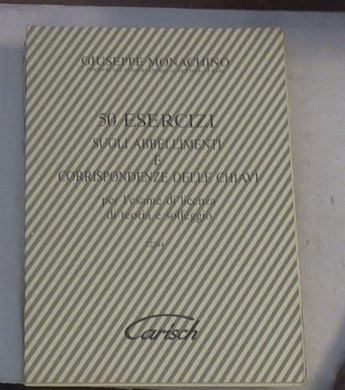 GIUSEPPE MONACHINO
50 ESERCIZI
SUGLI ABBELLIMENTI
E
CORRISPONDENZE DELLE CHIAVI
per l'esame di licenza
di teoria e solfeggio
Carisch